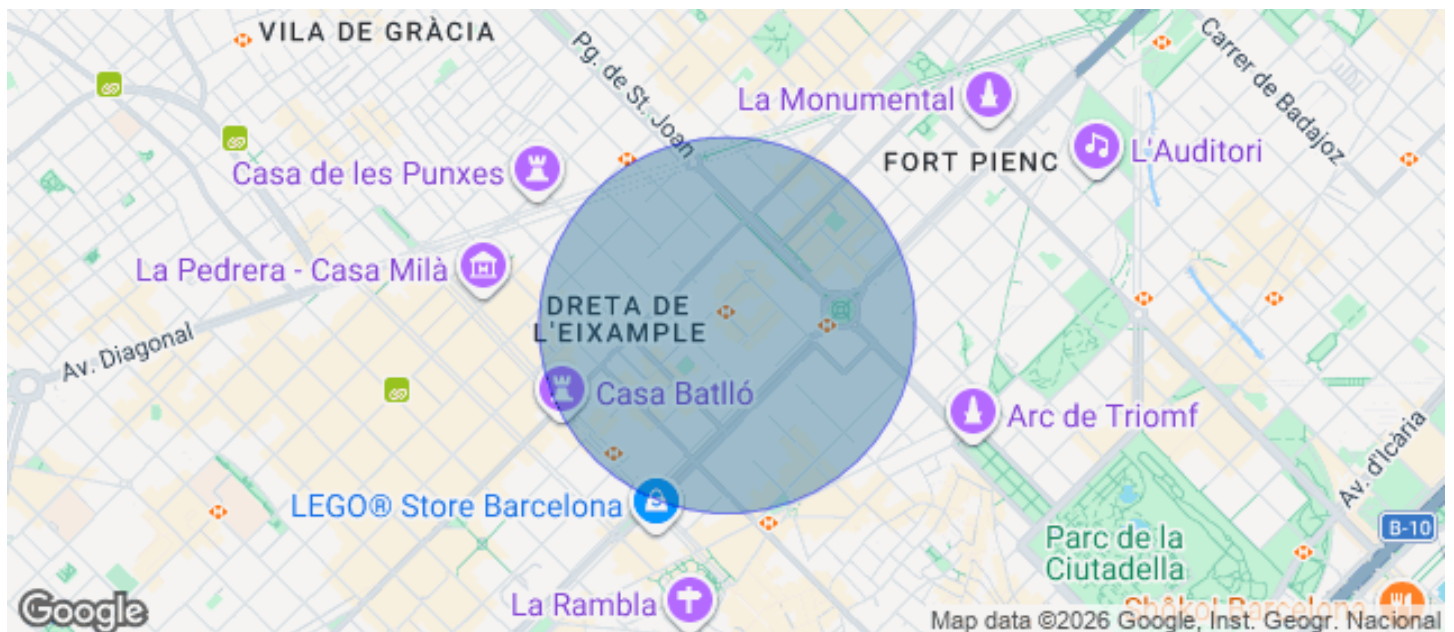 VILA DE GRÀCIA
Pg. de St. Joan
Carrer de Badajoz
La Monumental
L'Auditori
FORT PIENC
Casa de les Punxes
La Pedrera - Casa Milà
DRETA DE
L'EIXAMPLE
Av. Diagonal
Casa Batlló
Arc de Triomf
Av. d'Icària
LEGO® Store Barcelona
B-10
Parc de la
Ciutadella
La Rambla
Shôko! Barcelona
Google
Map data ©2026 Google, Inst. Geogr. Nacional